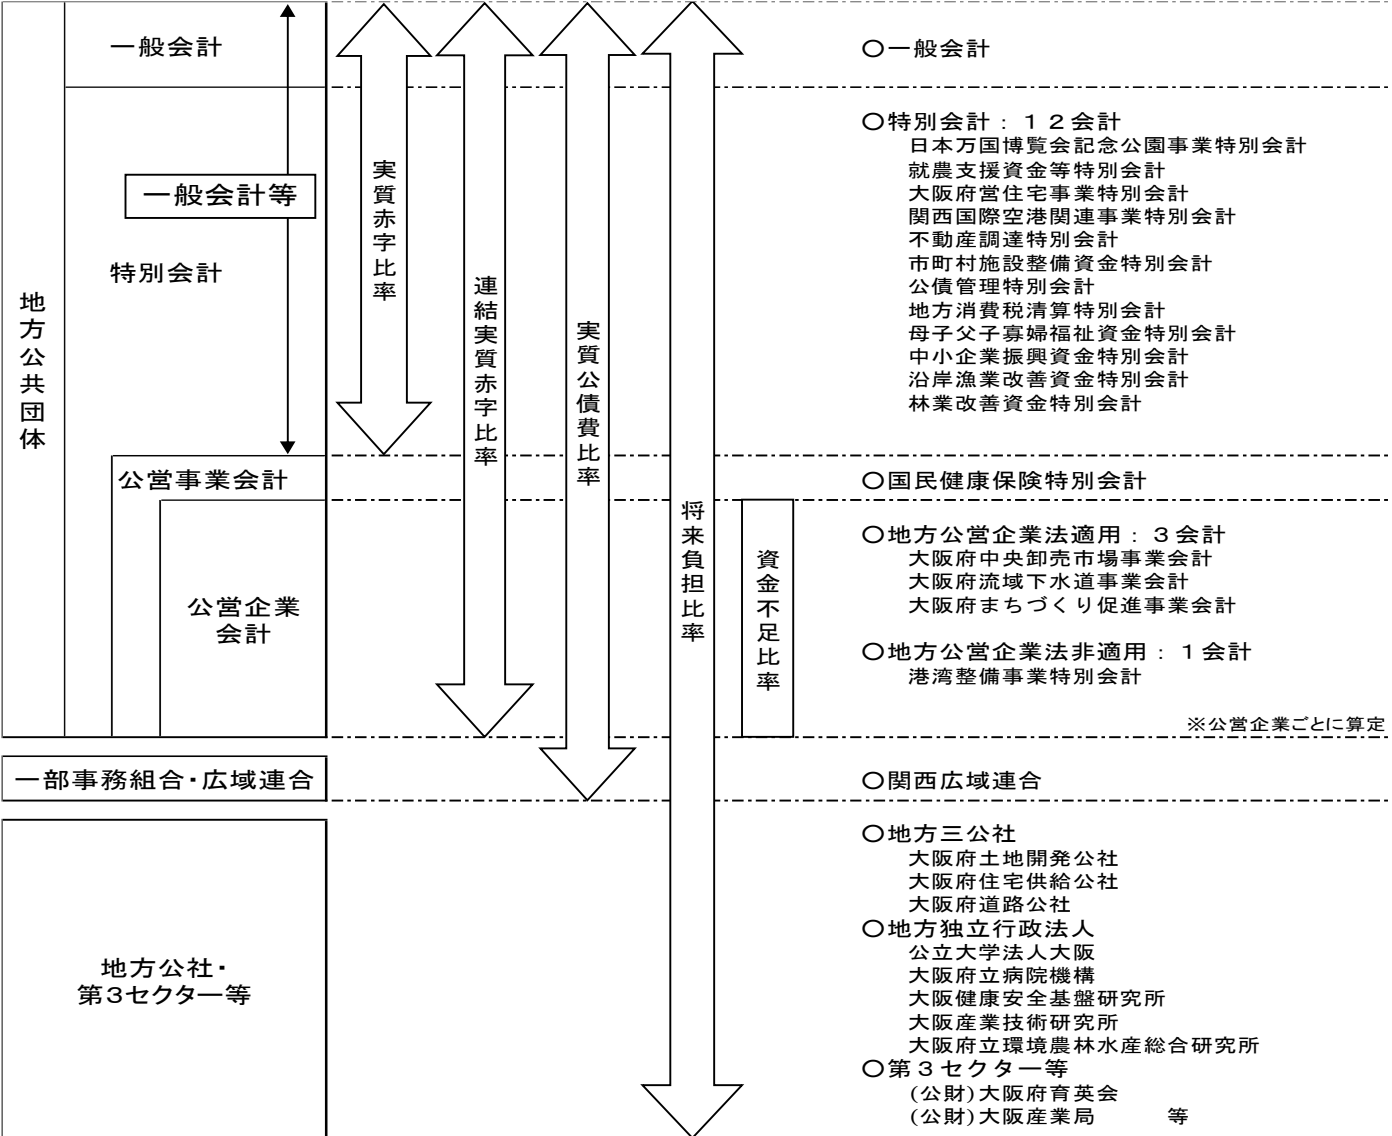 一般会計
一般会計等
特別会計
地方公共団体
公営事業会計
公営企業
会計
一部事務組合・広域連合
地方公社・
第3セクター等
実質赤字比率
連結実質赤字比率
実質公債費比率
将来負担比率
資金不足比率
〇一般会計
〇特別会計：１２会計
日本万国博覧会記念公園事業特別会計
就農支援資金等特別会計
大阪府営住宅事業特別会計
関西国際空港関連事業特別会計
不動産調達特別会計
市町村施設整備資金特別会計
公債管理特別会計
地方消費税清算特別会計
母子父子寡婦福祉資金特別会計
中小企業振興資金特別会計
沿岸漁業改善資金特別会計
林業改善資金特別会計
〇国民健康保険特別会計
〇地方公営企業法適用：３会計
大阪府中央卸売市場事業会計
大阪府流域下水道事業会計
大阪府まちづくり促進事業会計
〇地方公営企業法非適用：１会計
港湾整備事業特別会計
※公営企業ごとに算定
〇関西広域連合
〇地方三公社
大阪府土地開発公社
大阪府住宅供給公社
大阪府道路公社
〇地方独立行政法人
公立大学法人大阪
大阪府立病院機構
大阪健康安全基盤研究所
大阪産業技術研究所
大阪府立環境農林水産総合研究所
〇第３セクター等
(公財)大阪府育英会
(公財)大阪産業局　　　等